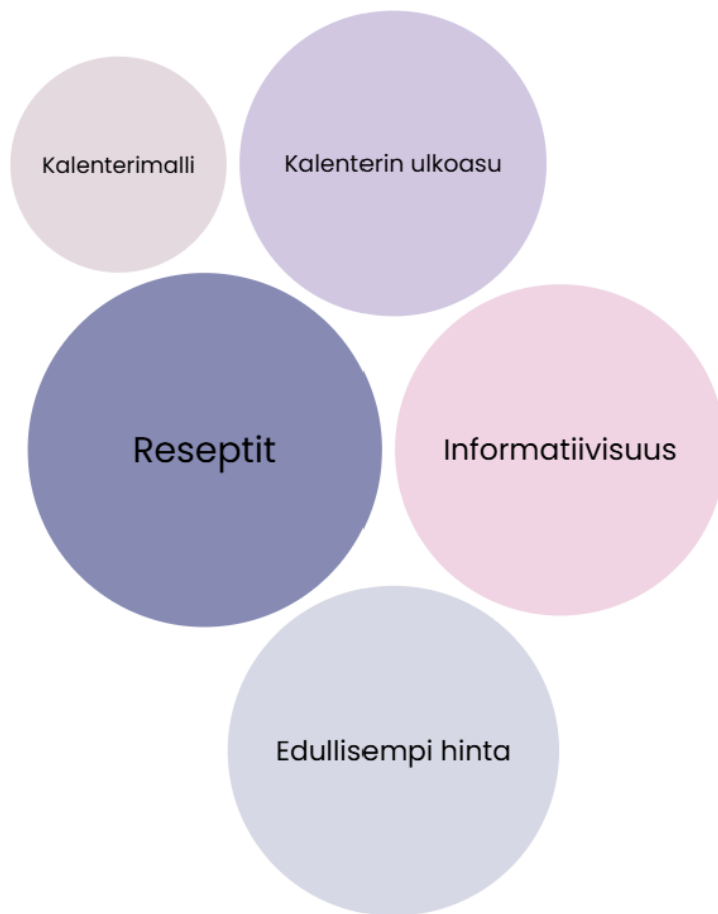 Kalenterimalli
Kalenterin ulkoasu
Reseptit
Informatiivisuus
Edullisempi hinta